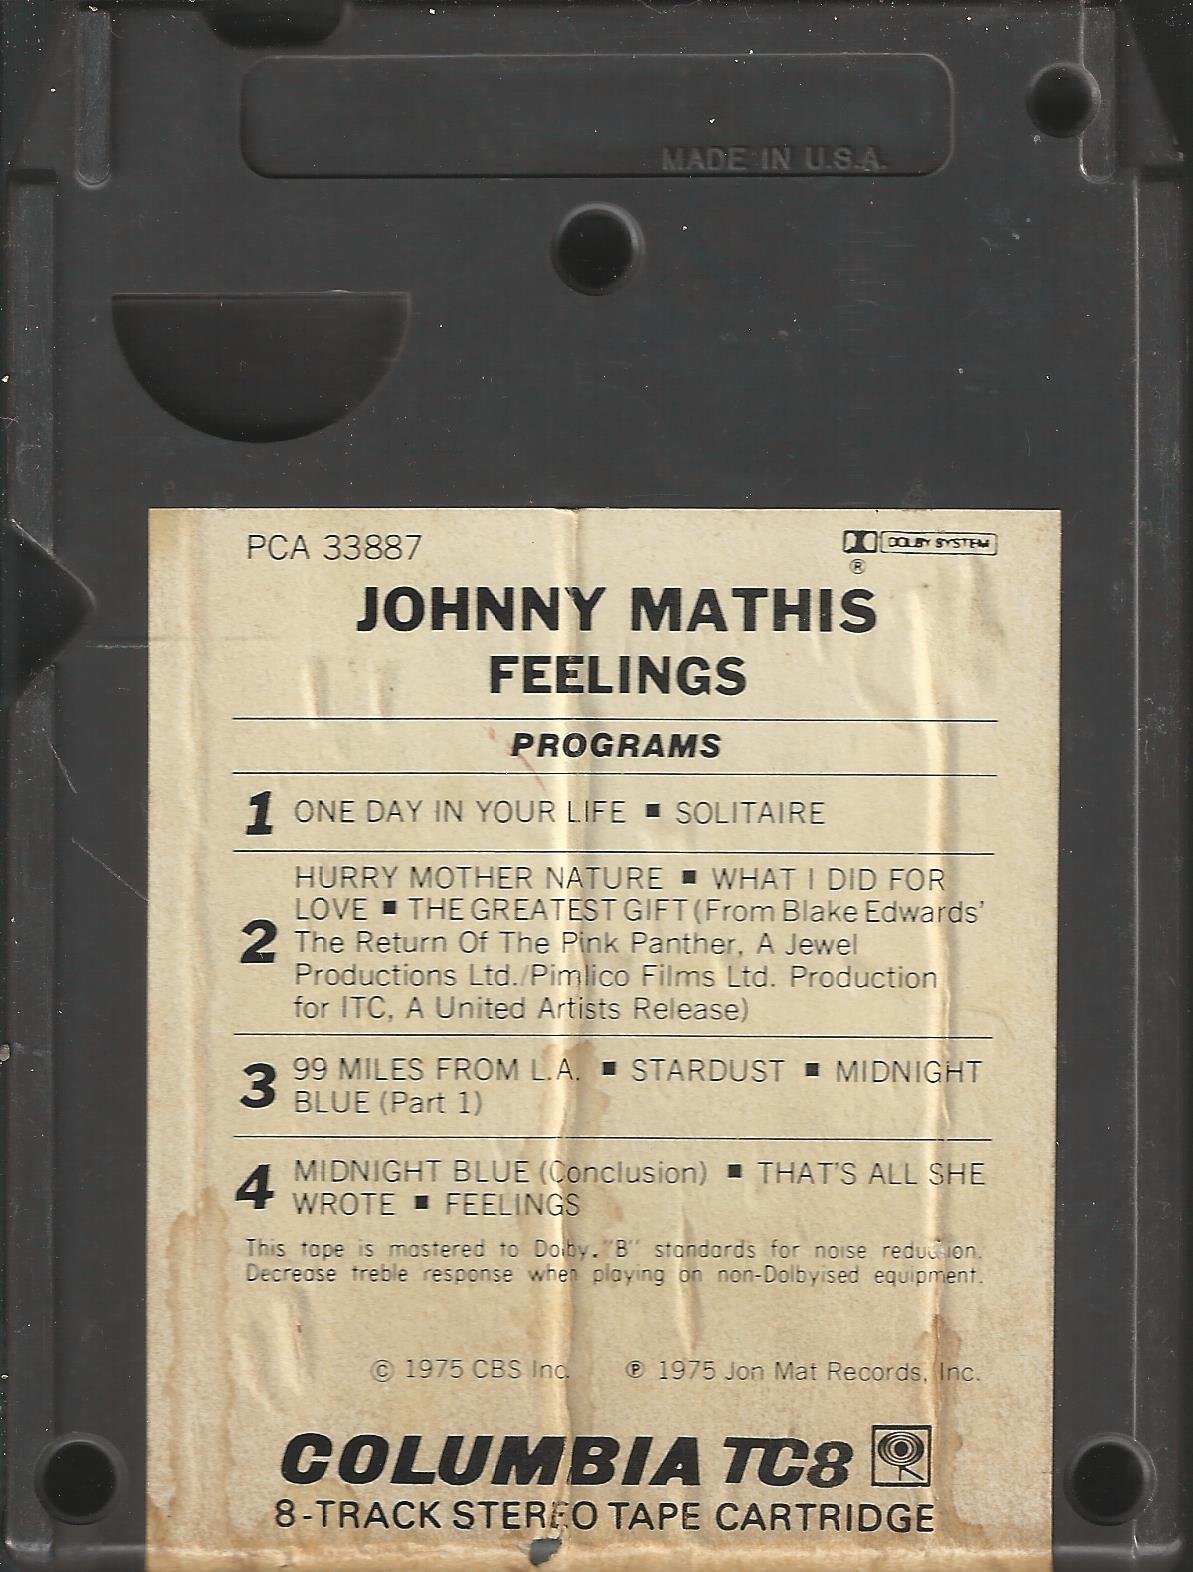 MADE IN U.S.A.
PCA 33887
DOLBY SYSTEM
®
JOHNNY MATHIS
FEELINGS
PROGRAMS
1 ONE DAY IN YOUR LIFE ■ SOLITAIRE
2 HURRY MOTHER NATURE ■ WHAT I DID FOR
LOVE ■ THE GREATEST GIFT (From Blake Edwards'
The Return Of The Pink Panther, A Jewel
Productions Ltd./Pimlico Films Ltd. Production
for ITC, A United Artists Release)
3 99 MILES FROM L.A. ■ STARDUST ■ MIDNIGHT
BLUE (Part 1)
4 MIDNIGHT BLUE (Conclusion) ■ THAT'S ALL SHE
WROTE ■ FEELINGS
This tape is mastered to Dolby. "B" standards for noise reduction.
Decrease treble response when playing on non-Dolbyised equipment.
© 1975 CBS Inc. ℗ 1975 Jon Mat Records, Inc.
COLUMBIA TC8
8-TRACK STEREO TAPE CARTRIDGE